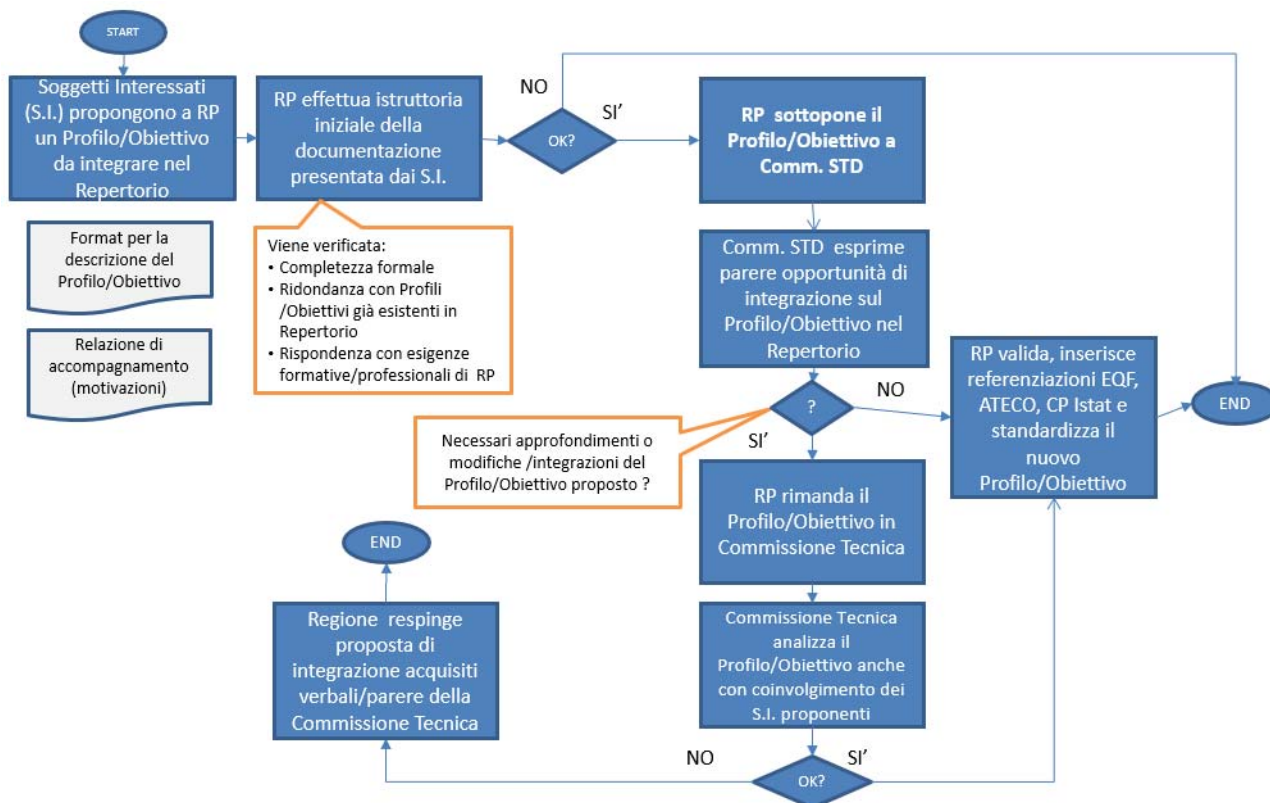 START
Soggetti Interessati
(S.I.) propongono a RP
un Profilo/Obiettivo
da integrare nel
Repertorio
RP effettua istruttoria
iniziale della
documentazione
presentata dai S.I.
OK?
NO
SI'
RP sottopone il
Profilo/Obiettivo a
Comm. STD
Format per la
descrizione del
Profilo/Obiettivo
Relazione di
accompagnamento
(motivazioni)
Viene verificata:
• Completezza formale
• Ridondanza con Profili
/Obiettivi già esistenti in
Repertorio
• Rispondenza con esigenze
formative/professionali di RP
Comm. STD esprime
parere opportunità di
integrazione sul
Profilo/Obiettivo nel
Repertorio
?
NO
SI'
Necessari approfondimenti o
modifiche /integrazioni del
Profilo/Obiettivo proposto ?
RP valida, inserisce
referenziazioni EQF,
ATECO, CP Istat e
standardizza il
nuovo
Profilo/Obiettivo
END
RP rimanda il
Profilo/Obiettivo in
Commissione Tecnica
Commissione Tecnica
analizza il
Profilo/Obiettivo anche
con coinvolgimento dei
S.I. proponenti
OK?
NO
SI'
Regione respinge
proposta di
integrazione acquisiti
verbali/parere della
Commissione Tecnica
END